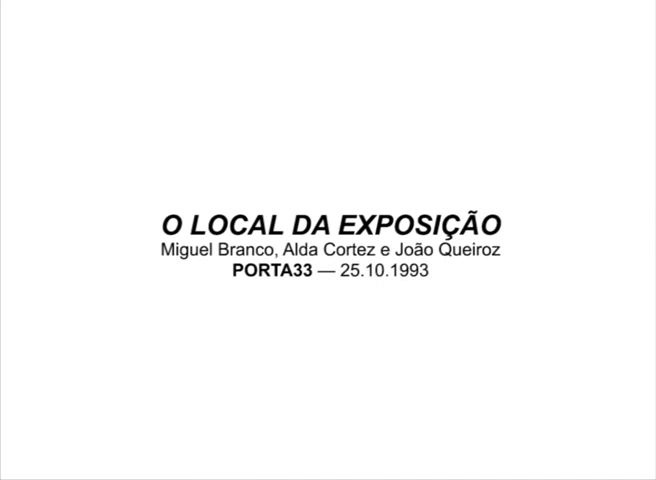 O LOCAL DA EXPOSIÇÃO
Miguel Branco, Alda Cortez e João Queiroz
PORTA33 — 25.10.1993